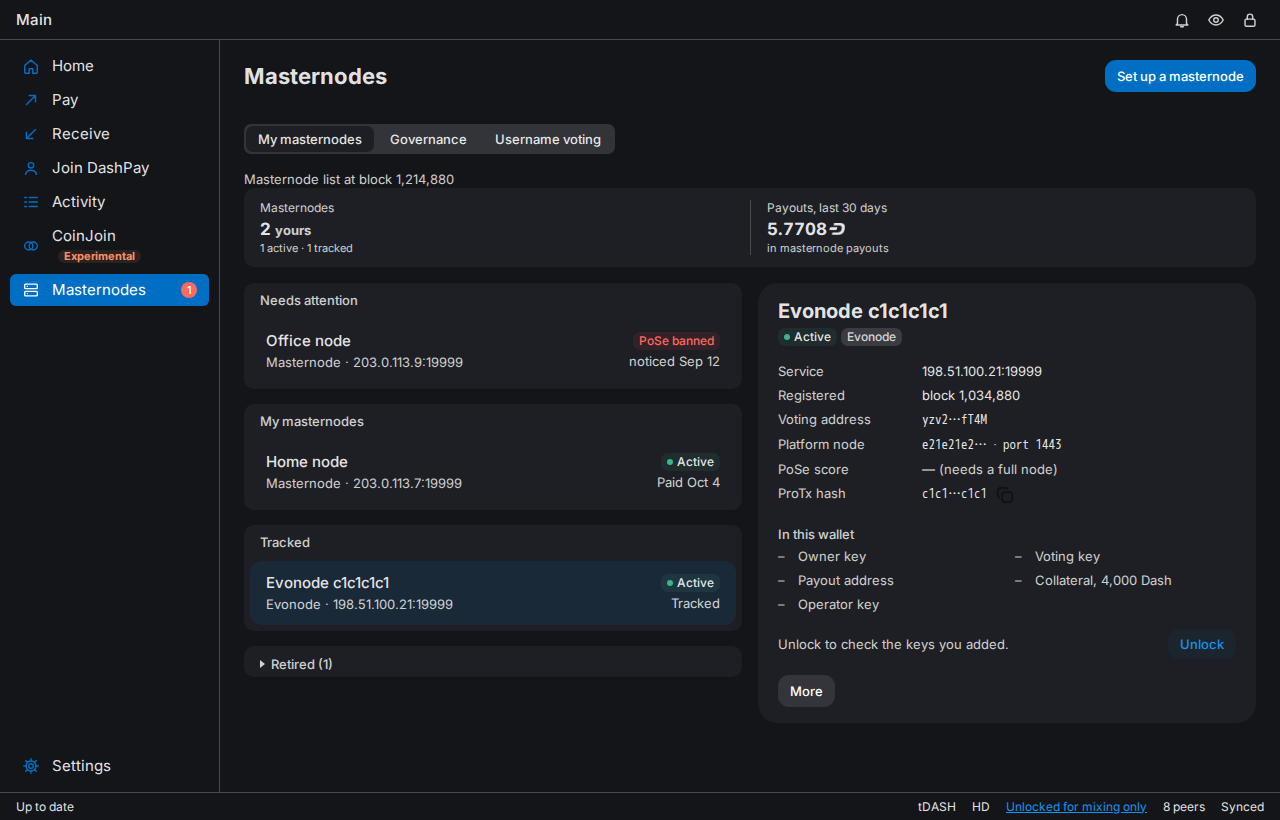 Main
Home
Pay
Receive
Join DashPay
Activity
CoinJoin
Experimental
Masternodes 1
Settings
Masternodes
Set up a masternode
My masternodes Governance Username voting
Masternode list at block 1,214,880
Masternodes
2 yours
1 active · 1 tracked
Payouts, last 30 days
5.7708
in masternode payouts
Needs attention
Office node PoSe banned
Masternode · 203.0.113.9:19999 noticed Sep 12
My masternodes
Home node Active
Masternode · 203.0.113.7:19999 Paid Oct 4
Tracked
Evonode c1c1c1c1 Active
Evonode · 198.51.100.21:19999 Tracked
Retired (1)
Evonode c1c1c1c1
Active Evonode
Service 198.51.100.21:19999
Registered block 1,034,880
Voting address yzv2···fT4M
Platform node e21e21e2··· · port 1443
PoSe score — (needs a full node)
ProTx hash c1c1···c1c1
In this wallet
– Owner key – Voting key
– Payout address – Collateral, 4,000 Dash
– Operator key
Unlock to check the keys you added. Unlock
More
Up to date tDASH HD Unlocked for mixing only 8 peers Synced